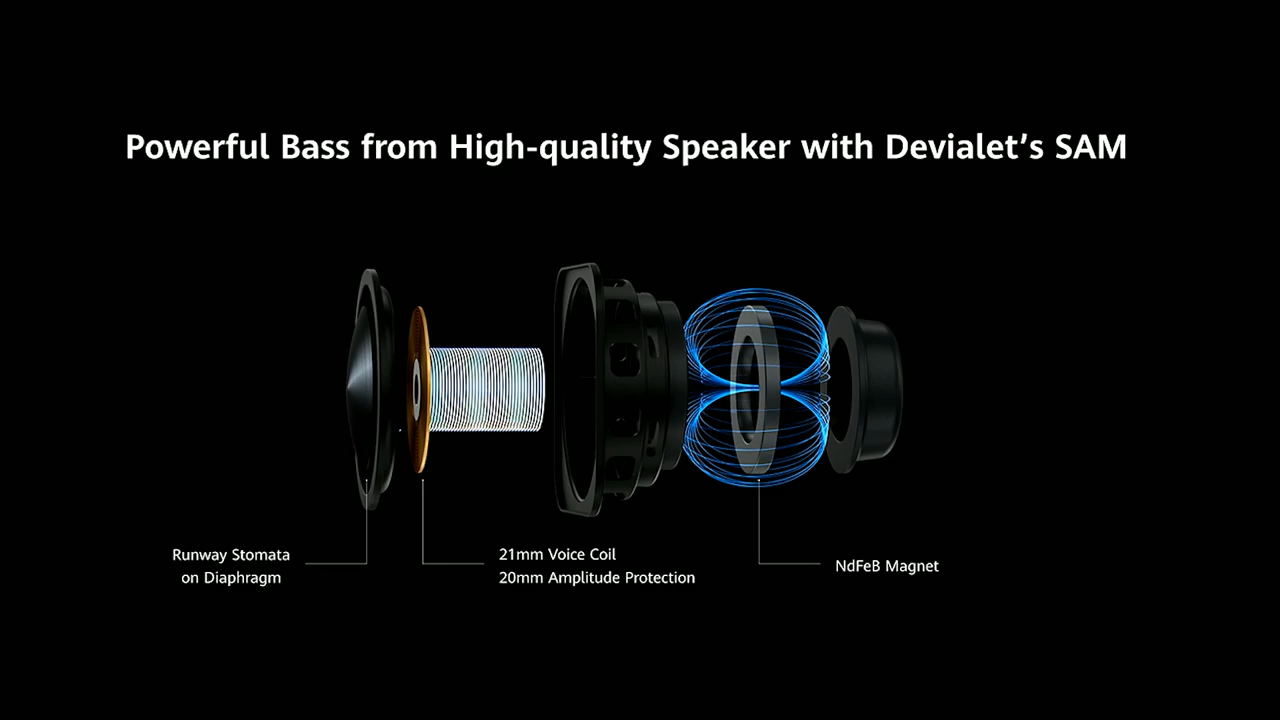 Powerful Bass from High-quality Speaker with Devialet’s SAM
Runway Stomata
on Diaphragm
21mm Voice Coil
20mm Amplitude Protection
NdFeB Magnet